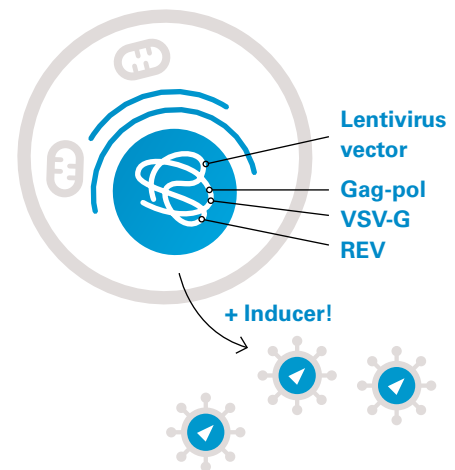 Lentivirus
vector
Gag-pol
VSV-G
REV
+ Inducer!